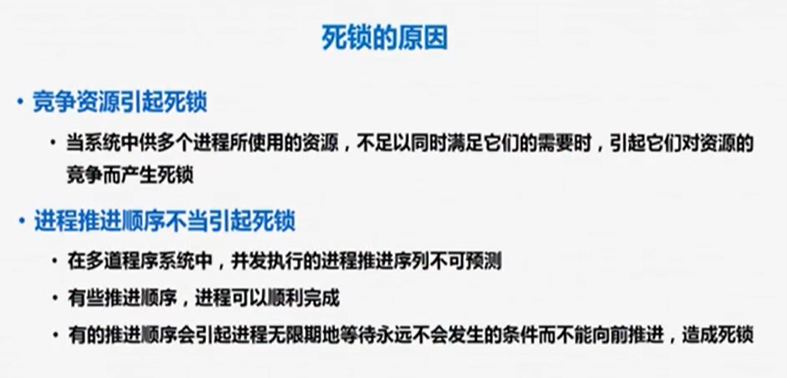 死锁的原因
• 竞争资源引起死锁
• 当系统中供多个进程所使用的资源，不足以同时满足它们的需要时，引起它们对资源的
竞争而产生死锁
• 进程推进顺序不当引起死锁
• 在多道程序系统中，并发执行的进程推进序列不可预测
• 有些推进顺序，进程可以顺利完成
• 有的推进顺序会引起进程无限期地等待永远不会发生的条件而不能向前推进，造成死锁